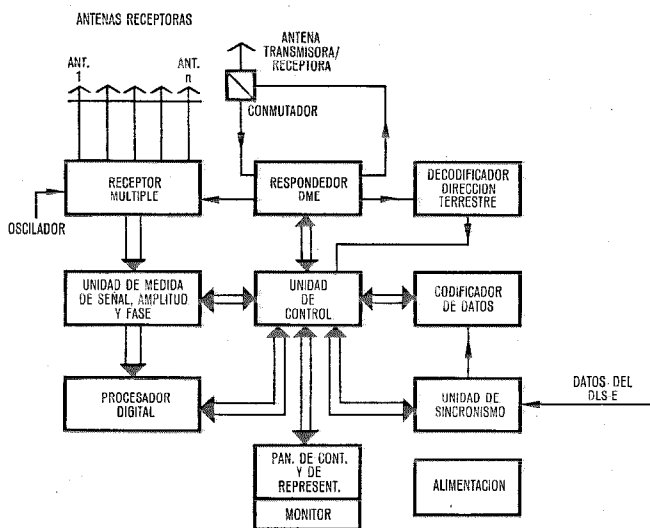 ANTENAS RECEPTORAS
ANT.
1
ANT.
n
ANTENA
TRANSMISORA/
RECEPTORA
CONMUTADOR
RECEPTOR
MULTIPLE
RESPONDEDOR
DME
DECODIFICADOR
DIRECCION
TERRESTRE
OSCILADOR
UNIDAD DE MEDIDA
DE SEÑAL, AMPLITUD
Y FASE
UNIDAD
DE
CONTROL
CODIFICADOR
DE DATOS
PROCESADOR
DIGITAL
UNIDAD DE
SINCRONISMO
DATOS DEL
DLS-E
PAN. DE CONT.
Y DE
REPRESENT.
MONITOR
ALIMENTACION